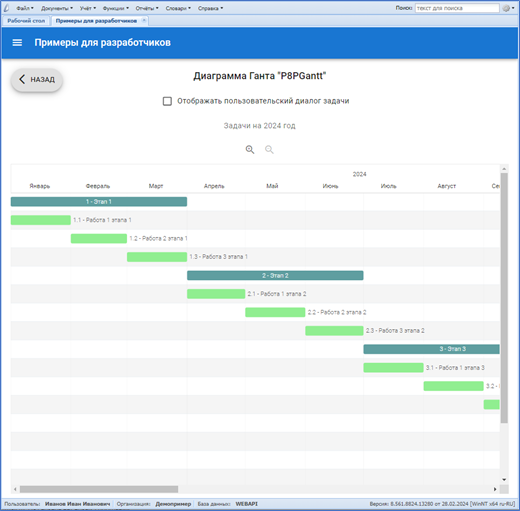 Файл Документы Учёт Функции Отчёты Словари Справка Поиск: текст для поиска
Рабочий стол Примеры для разработчиков
Примеры для разработчиков
НАЗАД
Диаграмма Ганта "P8PGantt"
Отображать пользовательский диалог задачи
Задачи на 2024 год
2024
Январь Февраль Март Апрель Май Июнь Июль Август Се
1 - Этап 1
1.1 - Работа 1 этапа 1
1.2 - Работа 2 этапа 1
1.3 - Работа 3 этапа 1
2 - Этап 2
2.1 - Работа 1 этапа 2
2.2 - Работа 2 этапа 2
2.3 - Работа 3 этапа 2
3 - Этап 3
3.1 - Работа 1 этапа 3
3.2 -
Пользователь: Иванов Иван Иванович Организация: Демопример База данных: WEBAPI Версия: 8.561.8824.13260 от 28.02.2024 [WinNT x64 ru-RU]